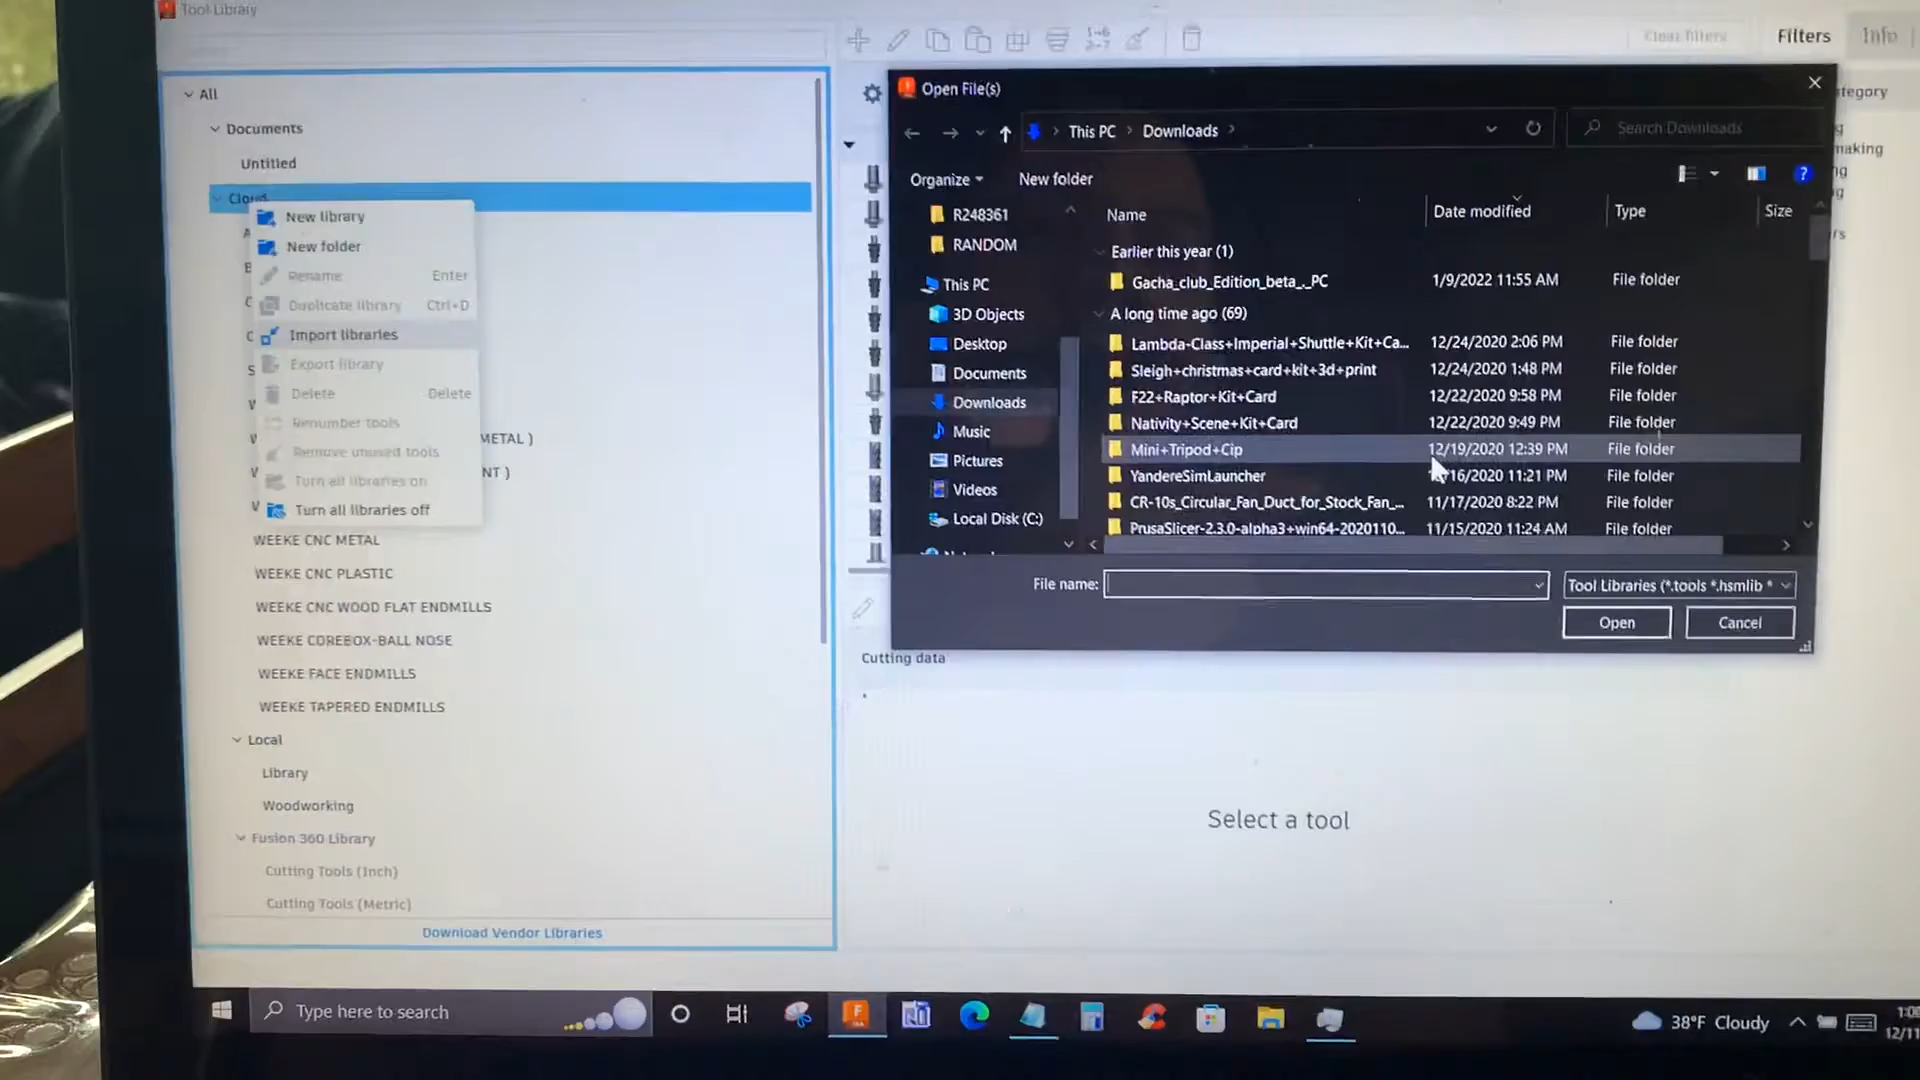 Tool Library
Clear filters
Filters
Info
All
Documents
Untitled
New library
New folder
Rename Enter
Duplicate library Ctrl+D
Import libraries
Export library
Delete Delete
Renumber tools
Remove unused tools
Turn all libraries on
Turn all libraries off
METAL )
NT )
WEEKE CNC METAL
WEEKE CNC PLASTIC
WEEKE CNC WOOD FLAT ENDMILLS
WEEKE COREBOX-BALL NOSE
WEEKE FACE ENDMILLS
WEEKE TAPERED ENDMILLS
Local
Library
Woodworking
Fusion 360 Library
Cutting Tools (Inch)
Cutting Tools (Metric)
Download Vendor Libraries
Open File(s)
This PC
Downloads
Search Downloads
Organize
New folder
R248361
RANDOM
This PC
3D Objects
Desktop
Documents
Downloads
Music
Pictures
Videos
Local Disk (C:)
Name Date modified Type Size
Earlier this year (1)
Gacha_club_Edition_beta_._PC 1/9/2022 11:55 AM File folder
A long time ago (69)
Lambda-Class+Imperial+Shuttle+Kit+Ca... 12/24/2020 2:06 PM File folder
Sleigh+christmas+card+kit+3d+print 12/24/2020 1:48 PM File folder
F22+Raptor+Kit+Card 12/22/2020 9:58 PM File folder
Nativity+Scene+Kit+Card 12/22/2020 9:49 PM File folder
Mini+Tripod+Cip 12/19/2020 12:39 PM File folder
YandereSimLauncher 16/2020 11:21 PM File folder
CR-10s_Circular_Fan_Duct_for_Stock_Fan_... 11/17/2020 8:22 PM File folder
PrusaSlicer-2.3.0-alpha3+win64-2020110... 11/15/2020 11:24 AM File folder
File name:
Tool Libraries (*.tools *.hsmlib *
Open
Cancel
tegory
making
Cutting data
Select a tool
Type here to search
38°F Cloudy
1:0
12/11